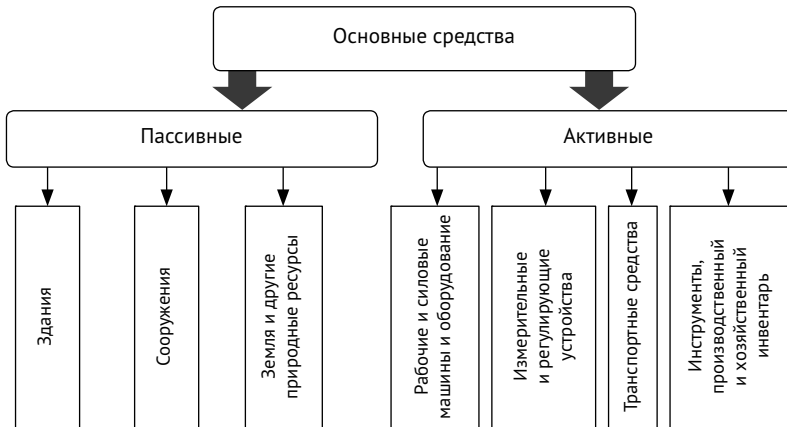 Основные средства
Пассивные
Активные
Здания
Сооружения
Земля и другие
природные ресурсы
Рабочие и силовые
машины и оборудование
Измерительные
и регулирующие
устройства
Транспортные средства
Инструменты,
производственный
и хозяйственный
инвентарь